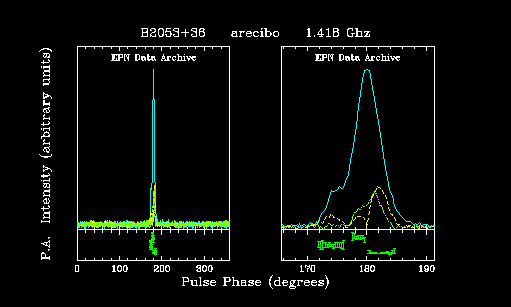 B2053+36 arecibo 1.418 Ghz
EPN Data Archive EPN Data Archive
P.A. Intensity (arbitrary units)
0 100 200 300 170 180 190
Pulse Phase (degrees)